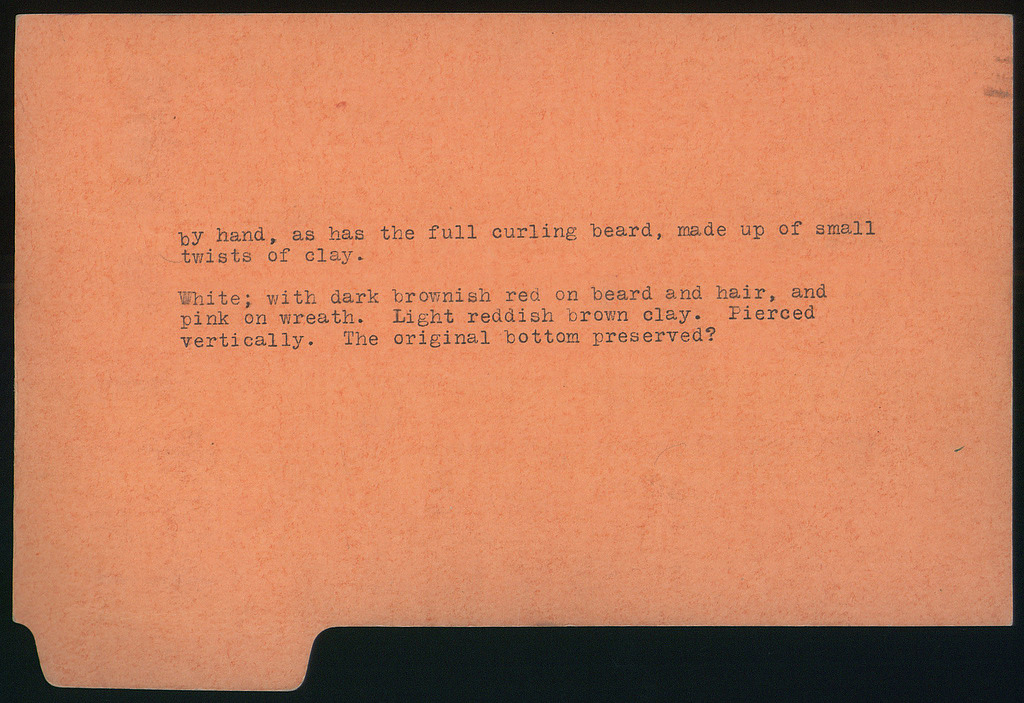 by hand, as has the full curling beard, made up of small
twists of clay.
White; with dark brownish red on beard and hair, and
pink on wreath. Light reddish brown clay. Pierced
vertically. The original bottom preserved?